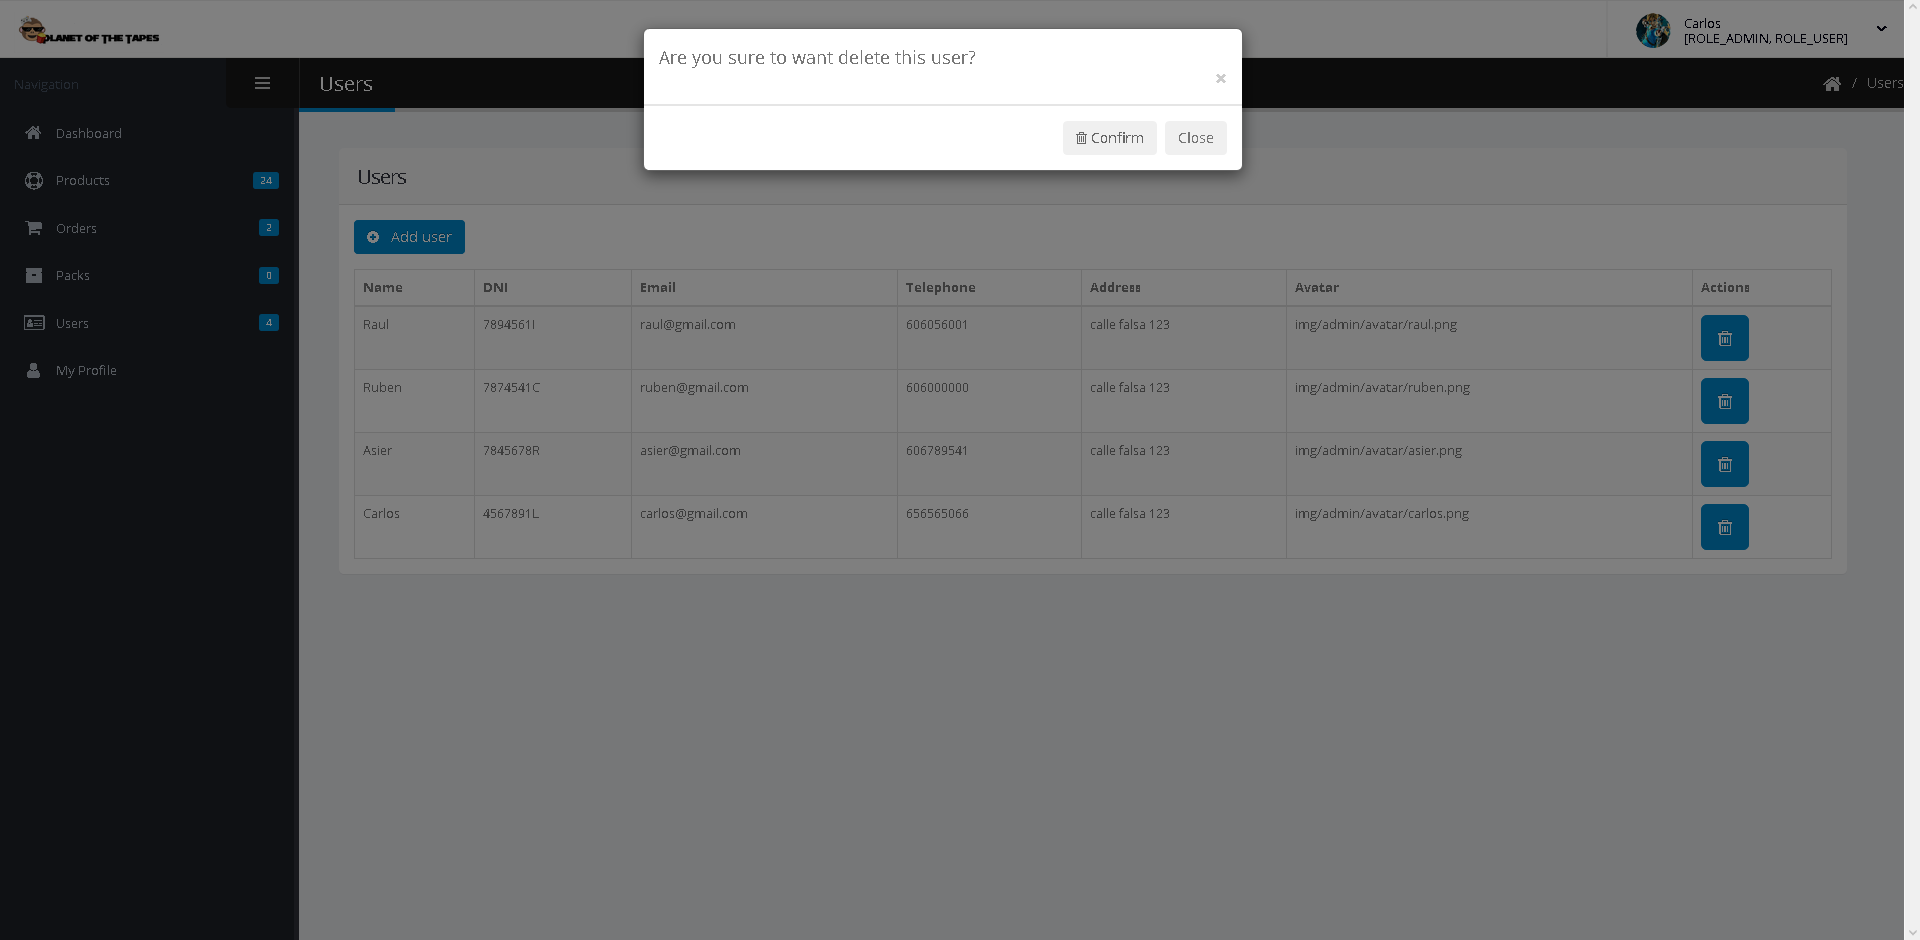 PLANET OF THE TAPES
Carlos
[ROLE_ADMIN, ROLE_USER]
Are you sure to want delete this user?
×
Confirm
Close
Navigation
Users
/ Users
Dashboard
Products 24
Orders 2
Packs 0
Users 4
My Profile
Users
Add user
Name DNI Email Telephone Address Avatar Actions
Raul 7894561I raul@gmail.com 606056001 calle falsa 123 img/admin/avatar/raul.png
Ruben 7874541C ruben@gmail.com 606000000 calle falsa 123 img/admin/avatar/ruben.png
Asier 7845678R asier@gmail.com 606789541 calle falsa 123 img/admin/avatar/asier.png
Carlos 4567891L carlos@gmail.com 656565066 calle falsa 123 img/admin/avatar/carlos.png